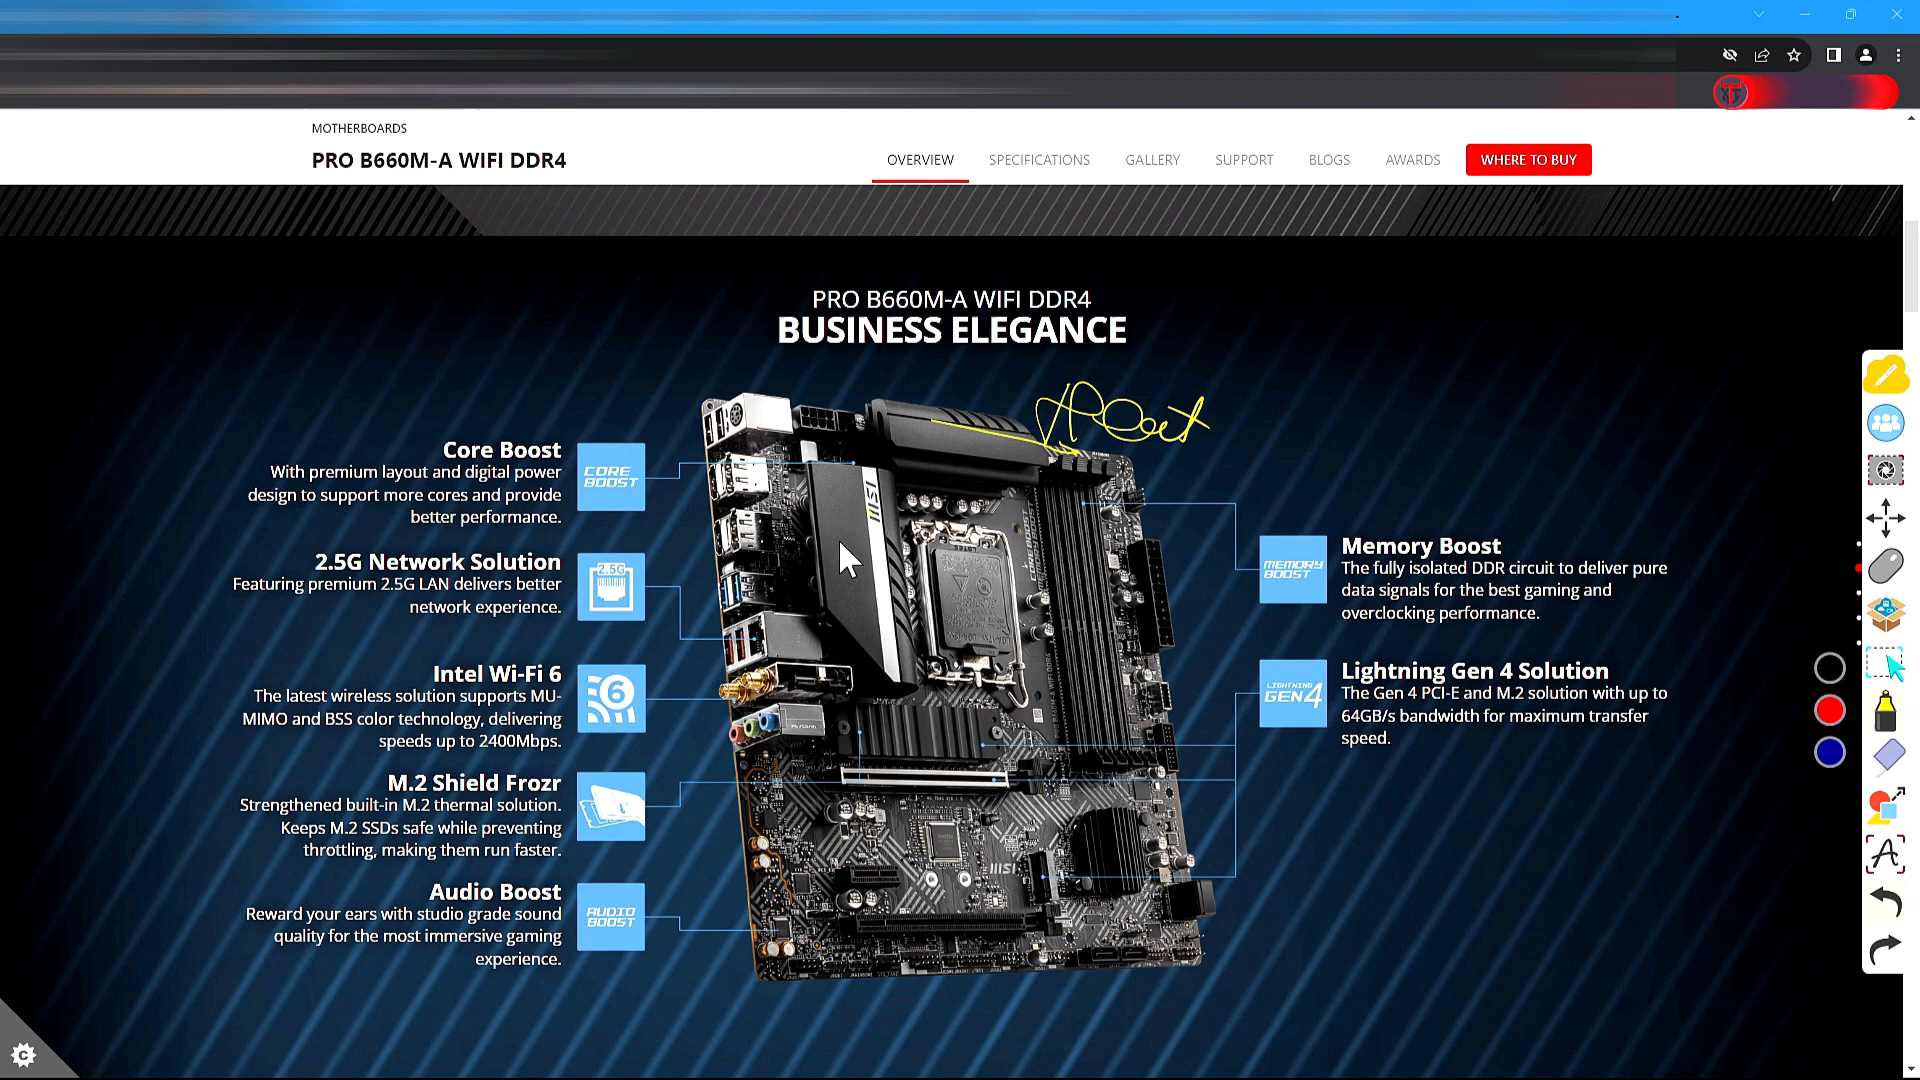 MOTHERBOARDS
PRO B660M-A WIFI DDR4
OVERVIEW
SPECIFICATIONS
GALLERY
SUPPORT
BLOGS
AWARDS
WHERE TO BUY
PRO B660M-A WIFI DDR4
BUSINESS ELEGANCE
Core Boost
With premium layout and digital power
design to support more cores and provide
better performance.
CORE
BOOST
2.5G Network Solution
Featuring premium 2.5G LAN delivers better
network experience.
2.5G
Intel Wi-Fi 6
The latest wireless solution supports MU-
MIMO and BSS color technology, delivering
speeds up to 2400Mbps.
6
M.2 Shield Frozr
Strengthened built-in M.2 thermal solution.
Keeps M.2 SSDs safe while preventing
throttling, making them run faster.
Audio Boost
Reward your ears with studio grade sound
quality for the most immersive gaming
experience.
AUDIO
BOOST
msi
msi
MEMORY
BOOST
Memory Boost
The fully isolated DDR circuit to deliver pure
data signals for the best gaming and
overclocking performance.
LIGHTNING
GEN4
Lightning Gen 4 Solution
The Gen 4 PCI-E and M.2 solution with up to
64GB/s bandwidth for maximum transfer
speed.